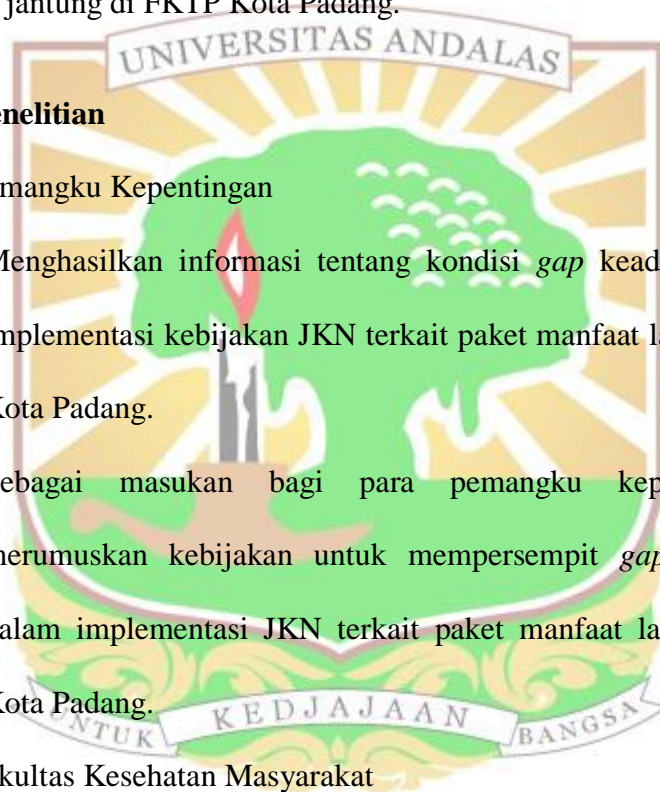 jantung di FKTP Kota Padang.
UNIVERSITAS ANDALAS
enelitian
mangku Kepentingan
Menghasilkan informasi tentang kondisi gap kead
mplementasi kebijakan JKN terkait paket manfaat la
Kota Padang.
ebagai masukan bagi para pemangku kep
merumuskan kebijakan untuk mempersempit gap
alam implementasi JKN terkait paket manfaat la
Kota Padang.
UNTUK KEDJAJAAN BANGSA
kultas Kesehatan Masyarakat